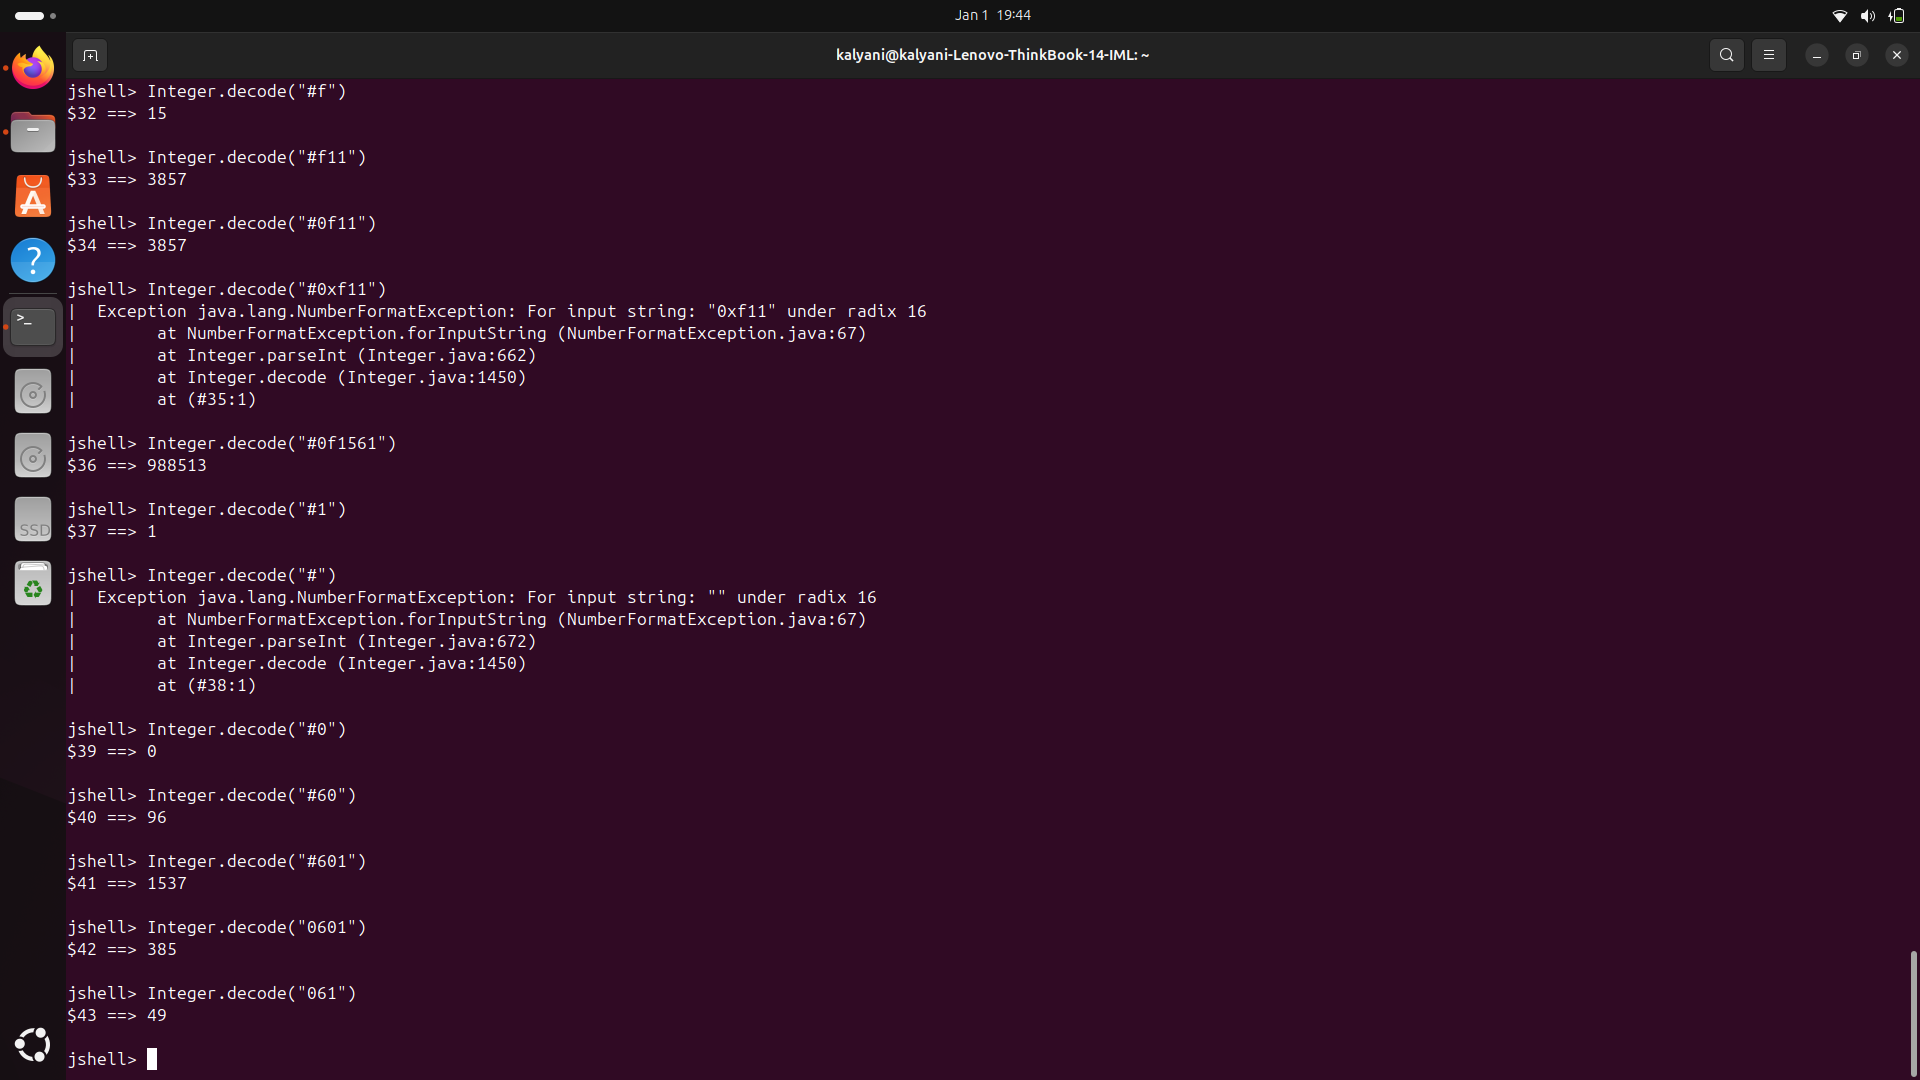 Jan 1 19:44
kalyani@kalyani-Lenovo-ThinkBook-14-IML: ~
jshell> Integer.decode("#f")
$32 ==> 15
jshell> Integer.decode("#f11")
$33 ==> 3857
jshell> Integer.decode("#0f11")
$34 ==> 3857
jshell> Integer.decode("#0xf11")
|  Exception java.lang.NumberFormatException: For input string: "0xf11" under radix 16
|        at NumberFormatException.forInputString (NumberFormatException.java:67)
|        at Integer.parseInt (Integer.java:662)
|        at Integer.decode (Integer.java:1450)
|        at (#35:1)
jshell> Integer.decode("#0f1561")
$36 ==> 988513
jshell> Integer.decode("#1")
$37 ==> 1
jshell> Integer.decode("#")
|  Exception java.lang.NumberFormatException: For input string: "" under radix 16
|        at NumberFormatException.forInputString (NumberFormatException.java:67)
|        at Integer.parseInt (Integer.java:672)
|        at Integer.decode (Integer.java:1450)
|        at (#38:1)
jshell> Integer.decode("#0")
$39 ==> 0
jshell> Integer.decode("#60")
$40 ==> 96
jshell> Integer.decode("#601")
$41 ==> 1537
jshell> Integer.decode("0601")
$42 ==> 385
jshell> Integer.decode("061")
$43 ==> 49
jshell>
>_
SSD